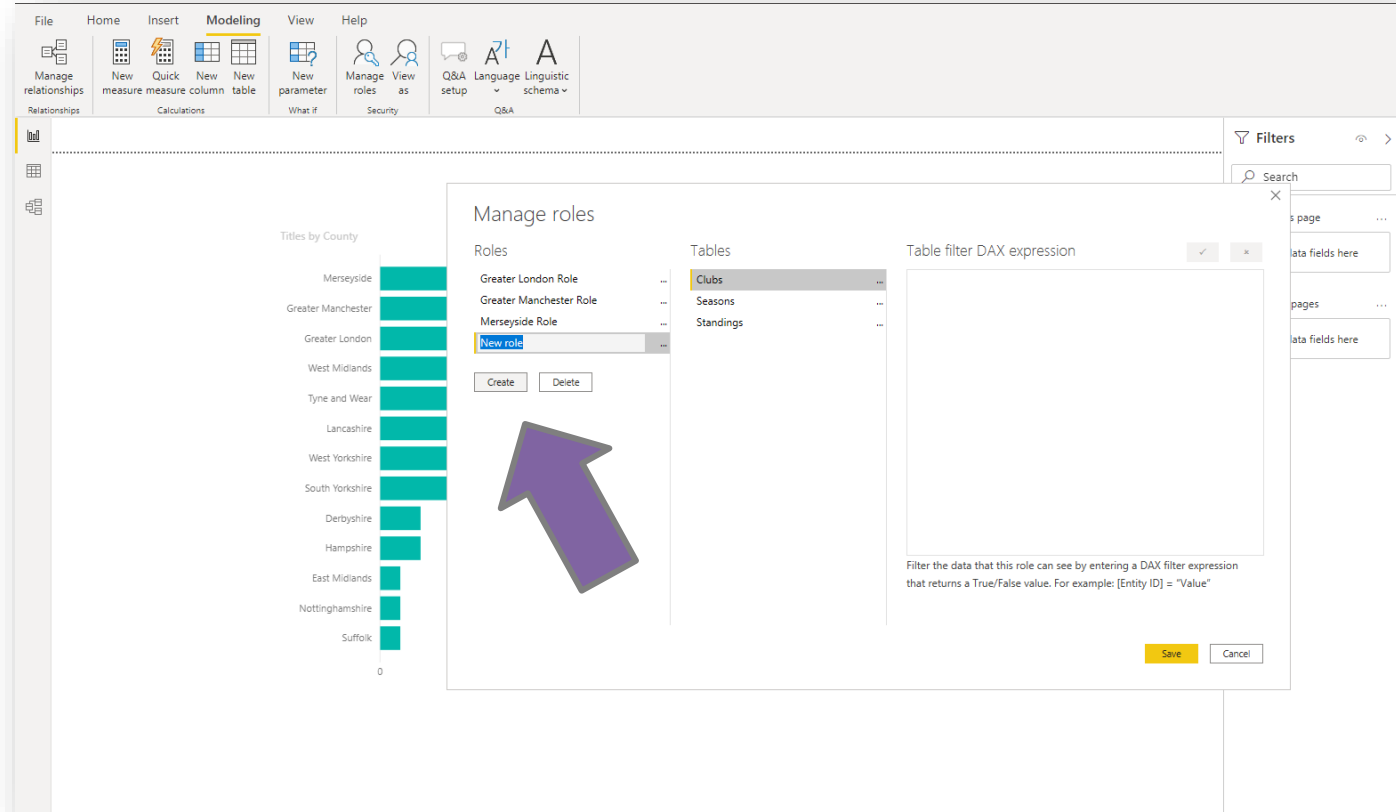 File Home Insert Modeling View Help
Manage relationships
New measure
Quick measure
New column
New table
New parameter
Manage roles
View as
Q&A setup
Language
Linguistic schema
Relationships
Calculations
What if
Security
Q&A
Filters
Search
s page ...
ata fields here
pages ...
ata fields here
Titles by County
Merseyside
Greater Manchester
Greater London
West Midlands
Tyne and Wear
Lancashire
West Yorkshire
South Yorkshire
Derbyshire
Hampshire
East Midlands
Nottinghamshire
Suffolk
0
Manage roles
Roles
Greater London Role ...
Greater Manchester Role ...
Merseyside Role ...
New role ...
Create Delete
Tables
Clubs ...
Seasons ...
Standings ...
Table filter DAX expression
Filter the data that this role can see by entering a DAX filter expression
that returns a True/False value. For example: [Entity ID] = "Value"
Save Cancel